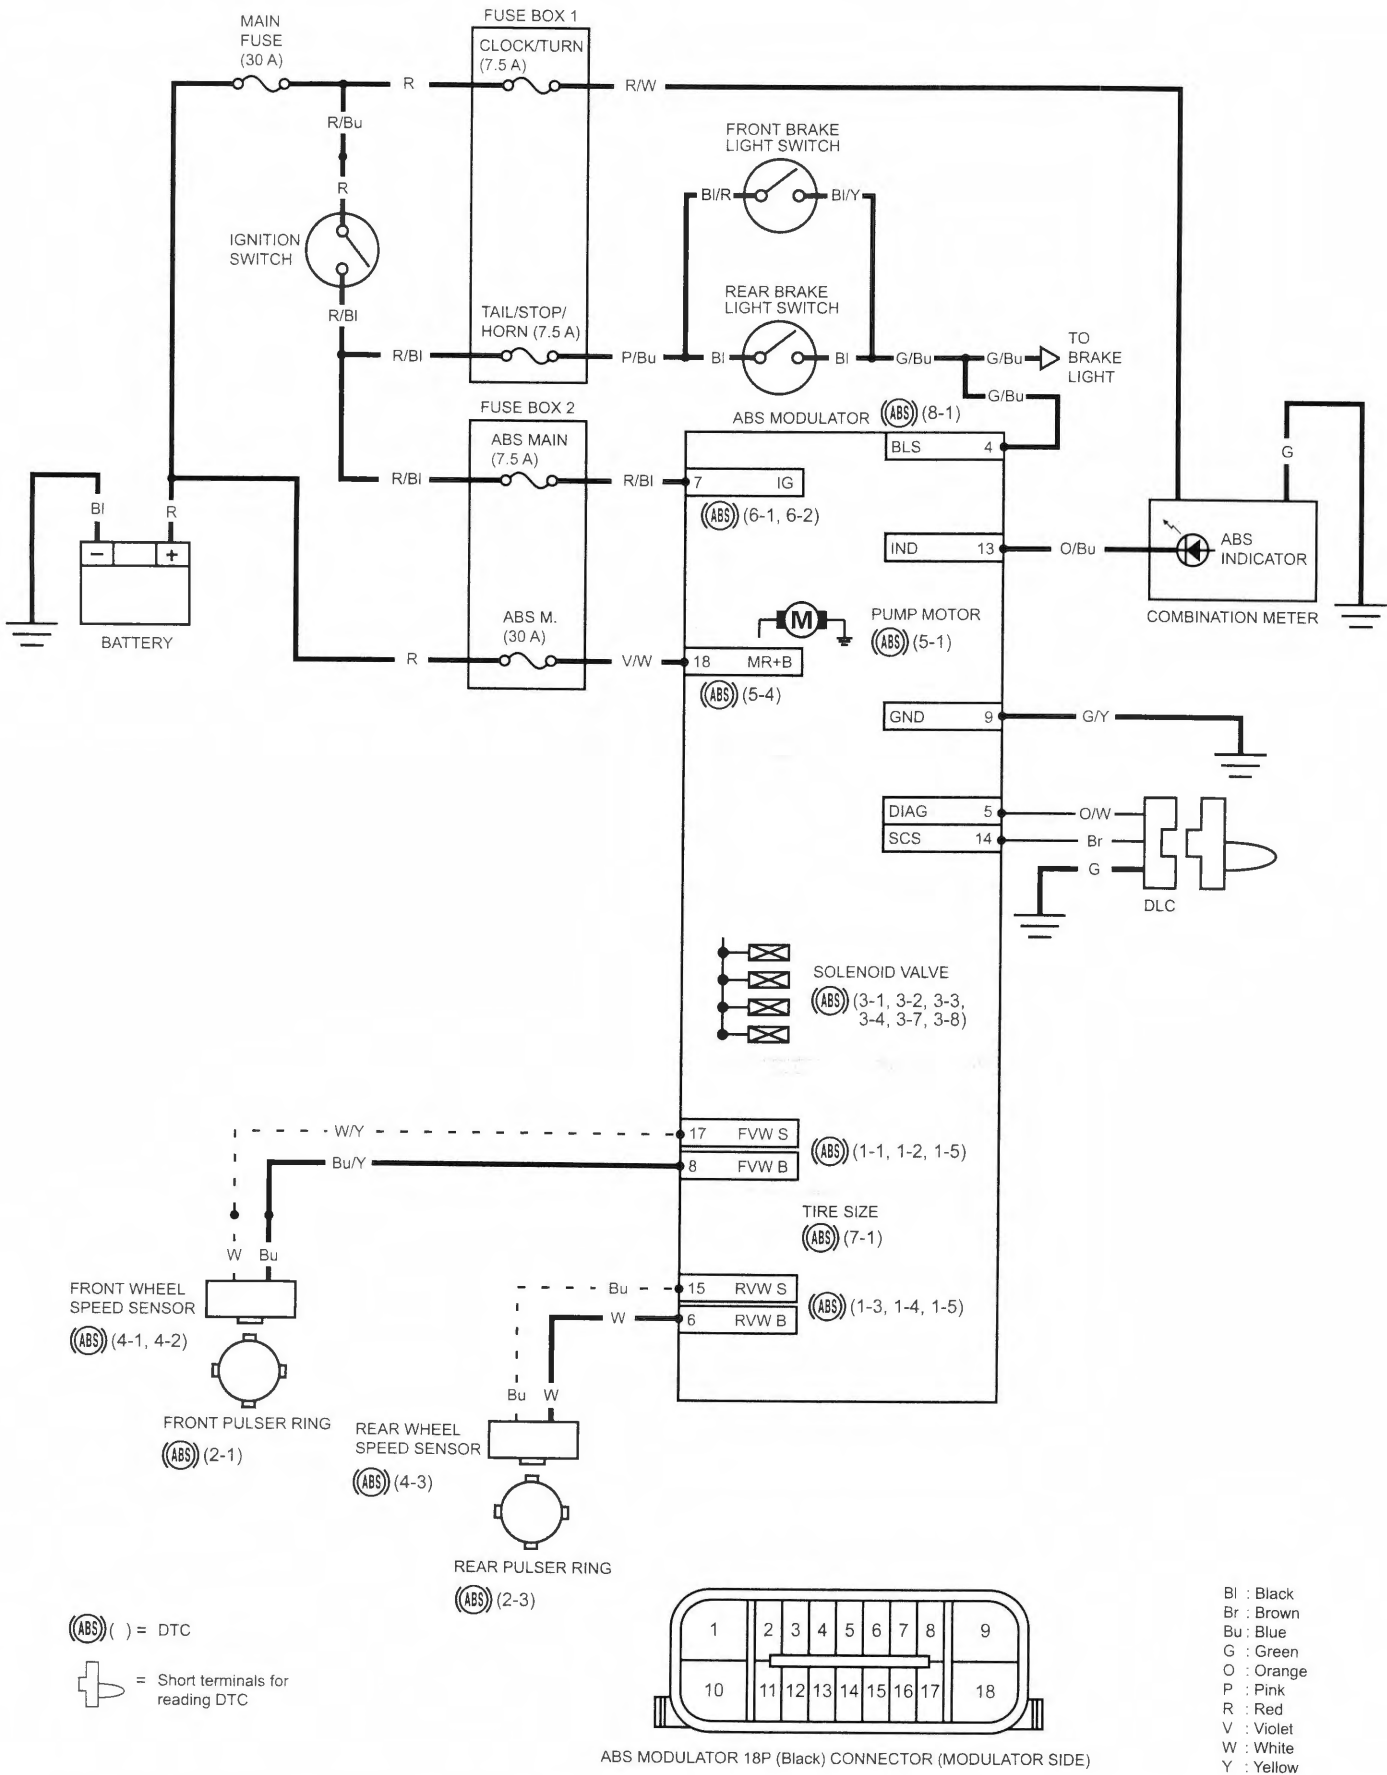 MAIN
FUSE
(30 A)
FUSE BOX 1
CLOCK/TURN
(7.5 A)
R
R/W
R/Bu
R
IGNITION
SWITCH
R/Bl
FRONT BRAKE
LIGHT SWITCH
Bl/R
Bl/Y
REAR BRAKE
LIGHT SWITCH
TAIL/STOP/
HORN (7.5 A)
R/Bl
P/Bu
Bl
Bl
G/Bu
G/Bu
TO
BRAKE
LIGHT
G/Bu
FUSE BOX 2
ABS MODULATOR
(ABS) (8-1)
ABS MAIN
(7.5 A)
BLS 4
G
R/Bl
R/Bl
7 IG
(ABS) (6-1, 6-2)
Bl
R
− +
BATTERY
IND 13
O/Bu
ABS
INDICATOR
COMBINATION METER
ABS M.
(30 A)
M
PUMP MOTOR
(ABS) (5-1)
R
V/W
18 MR+B
(ABS) (5-4)
GND 9
G/Y
DIAG 5
O/W
SCS 14
Br
G
DLC
SOLENOID VALVE
(ABS) (3-1, 3-2, 3-3,
3-4, 3-7, 3-8)
W/Y
17 FVW S
Bu/Y
8 FVW B
(ABS) (1-1, 1-2, 1-5)
TIRE SIZE
(ABS) (7-1)
W Bu
FRONT WHEEL
SPEED SENSOR
(ABS) (4-1, 4-2)
Bu
15 RVW S
W
6 RVW B
(ABS) (1-3, 1-4, 1-5)
FRONT PULSER RING
(ABS) (2-1)
Bu W
REAR WHEEL
SPEED SENSOR
(ABS) (4-3)
REAR PULSER RING
(ABS) (2-3)
(ABS) ( ) = DTC
= Short terminals for
reading DTC
1 2 3 4 5 6 7 8 9
10 11 12 13 14 15 16 17 18
ABS MODULATOR 18P (Black) CONNECTOR (MODULATOR SIDE)
Bl : Black
Br : Brown
Bu : Blue
G : Green
O : Orange
P : Pink
R : Red
V : Violet
W : White
Y : Yellow